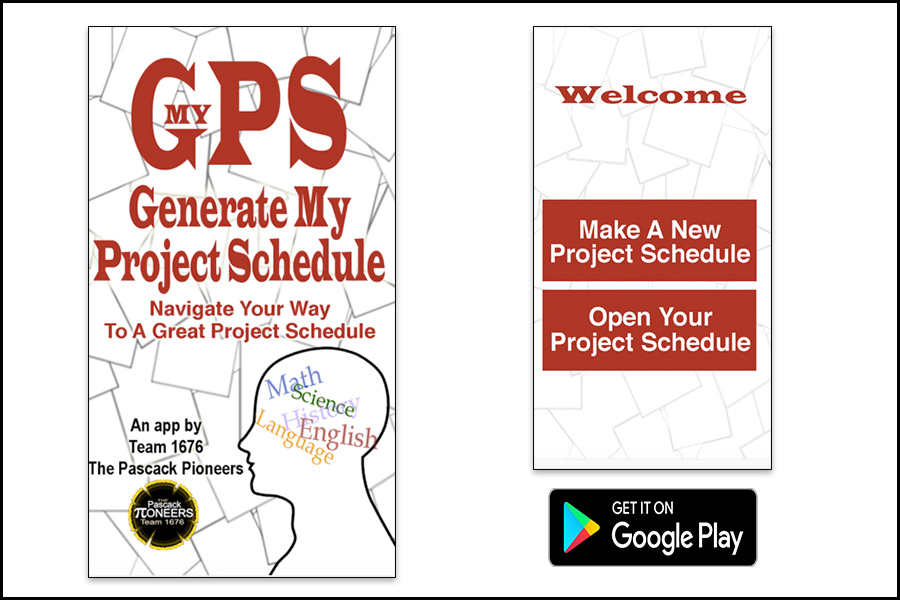 MY
GPS
Generate My
Project Schedule
Navigate Your Way
To A Great Project Schedule
Math
Science
History
Language
English
An app by
Team 1676
The Pascack Pioneers
THE
Pascack
πONEERS
Team 1676
Welcome
Make A New
Project Schedule
Open Your
Project Schedule
GET IT ON
Google Play